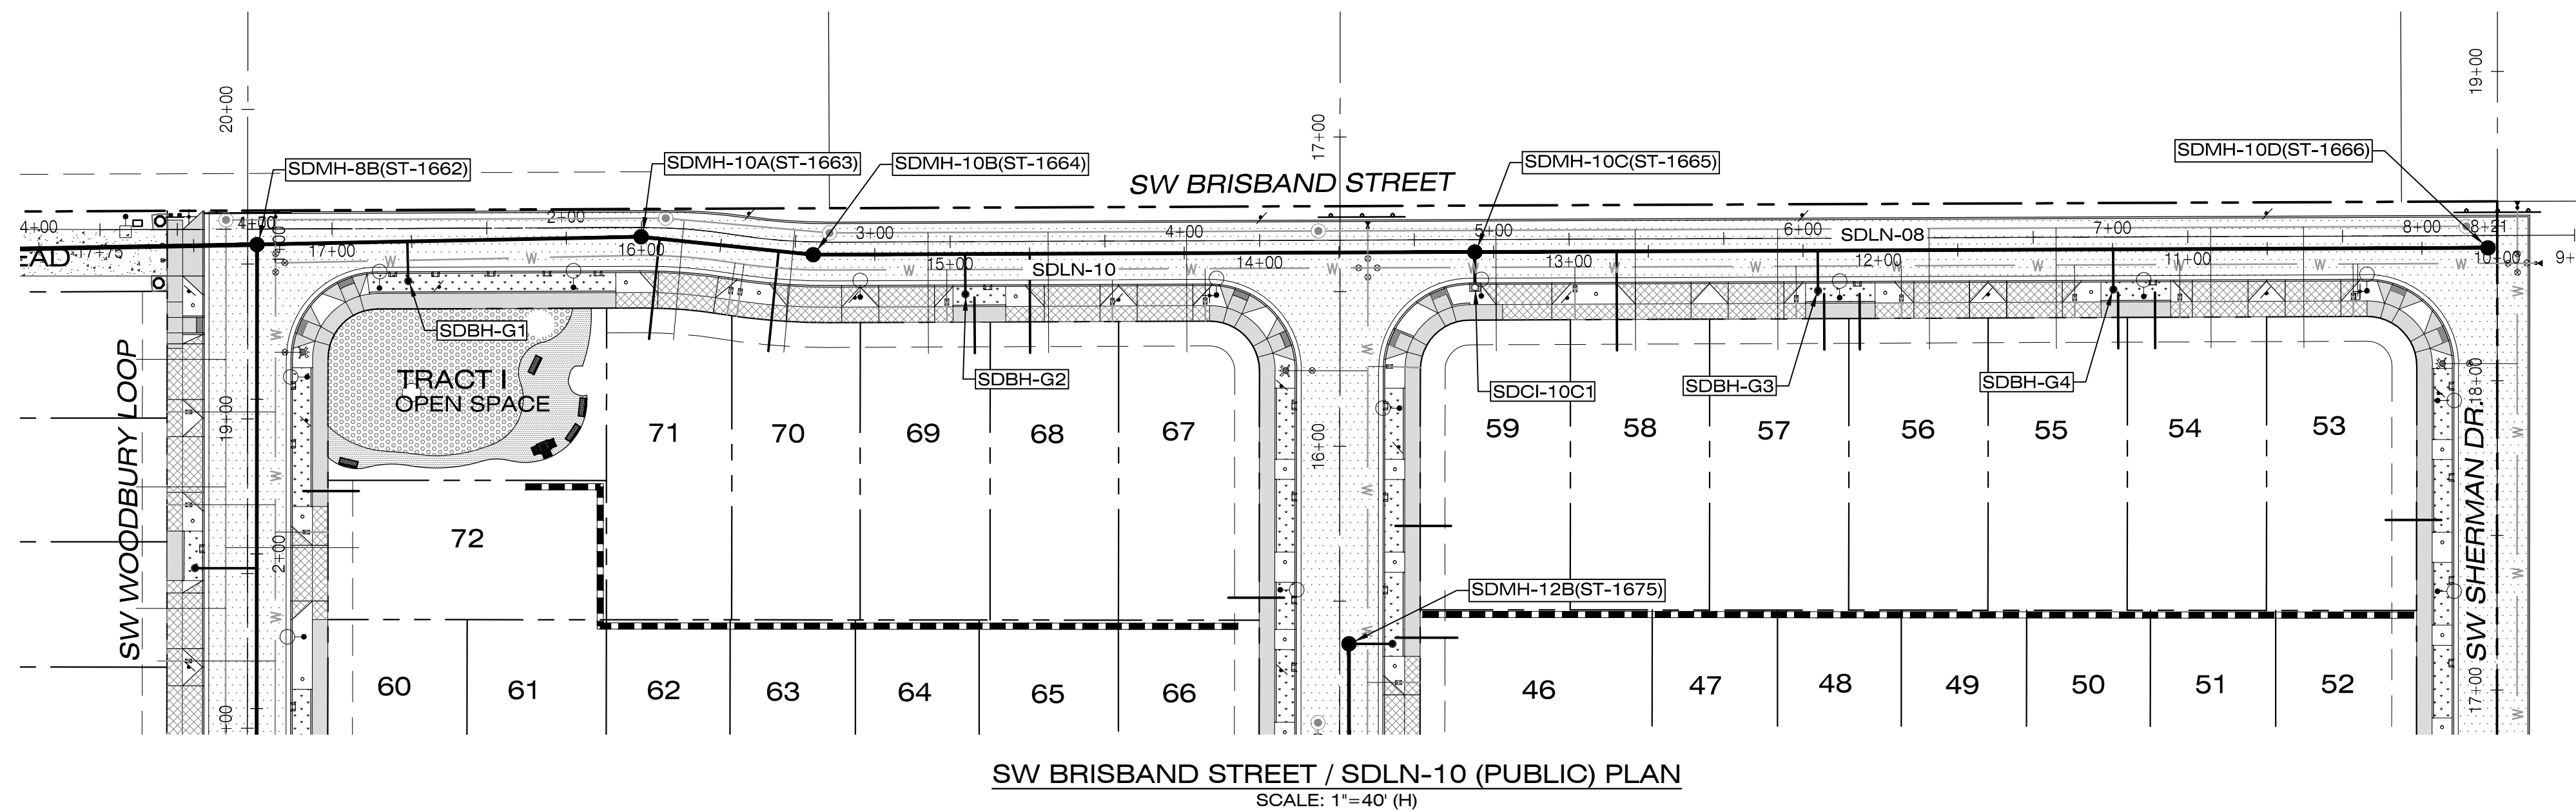 20+00
19+00
17+00
SDMH-10D(ST-1666)
SDMH-8B(ST-1662)
SDMH-10A(ST-1663)
SDMH-10B(ST-1664)
SW BRISBAND STREET
SDMH-10C(ST-1665)
4+00
4+70
2+00
3+00
4+00
5+00
6+00
SDLN-08
7+00
8+00
8+21
EAD
17+75
17+00
16+00
15+00
SDLN-10
14+00
13+00
12+00
11+00
10+00
9+
W W W W W W W W W W W
SDBH-G1
SDBH-G2
SDCI-10C1
SDBH-G3
SDBH-G4
TRACT I
OPEN SPACE
SW WOODBURY LOOP
19+00
2+00
+00
71
70
69
68
67
16+00
59
58
57
56
55
54
53
18+00
SW SHERMAN DR.
17+00
72
SDMH-12B(ST-1675)
60
61
62
63
64
65
66
46
47
48
49
50
51
52
SW BRISBAND STREET / SDLN-10 (PUBLIC) PLAN
SCALE: 1"=40' (H)